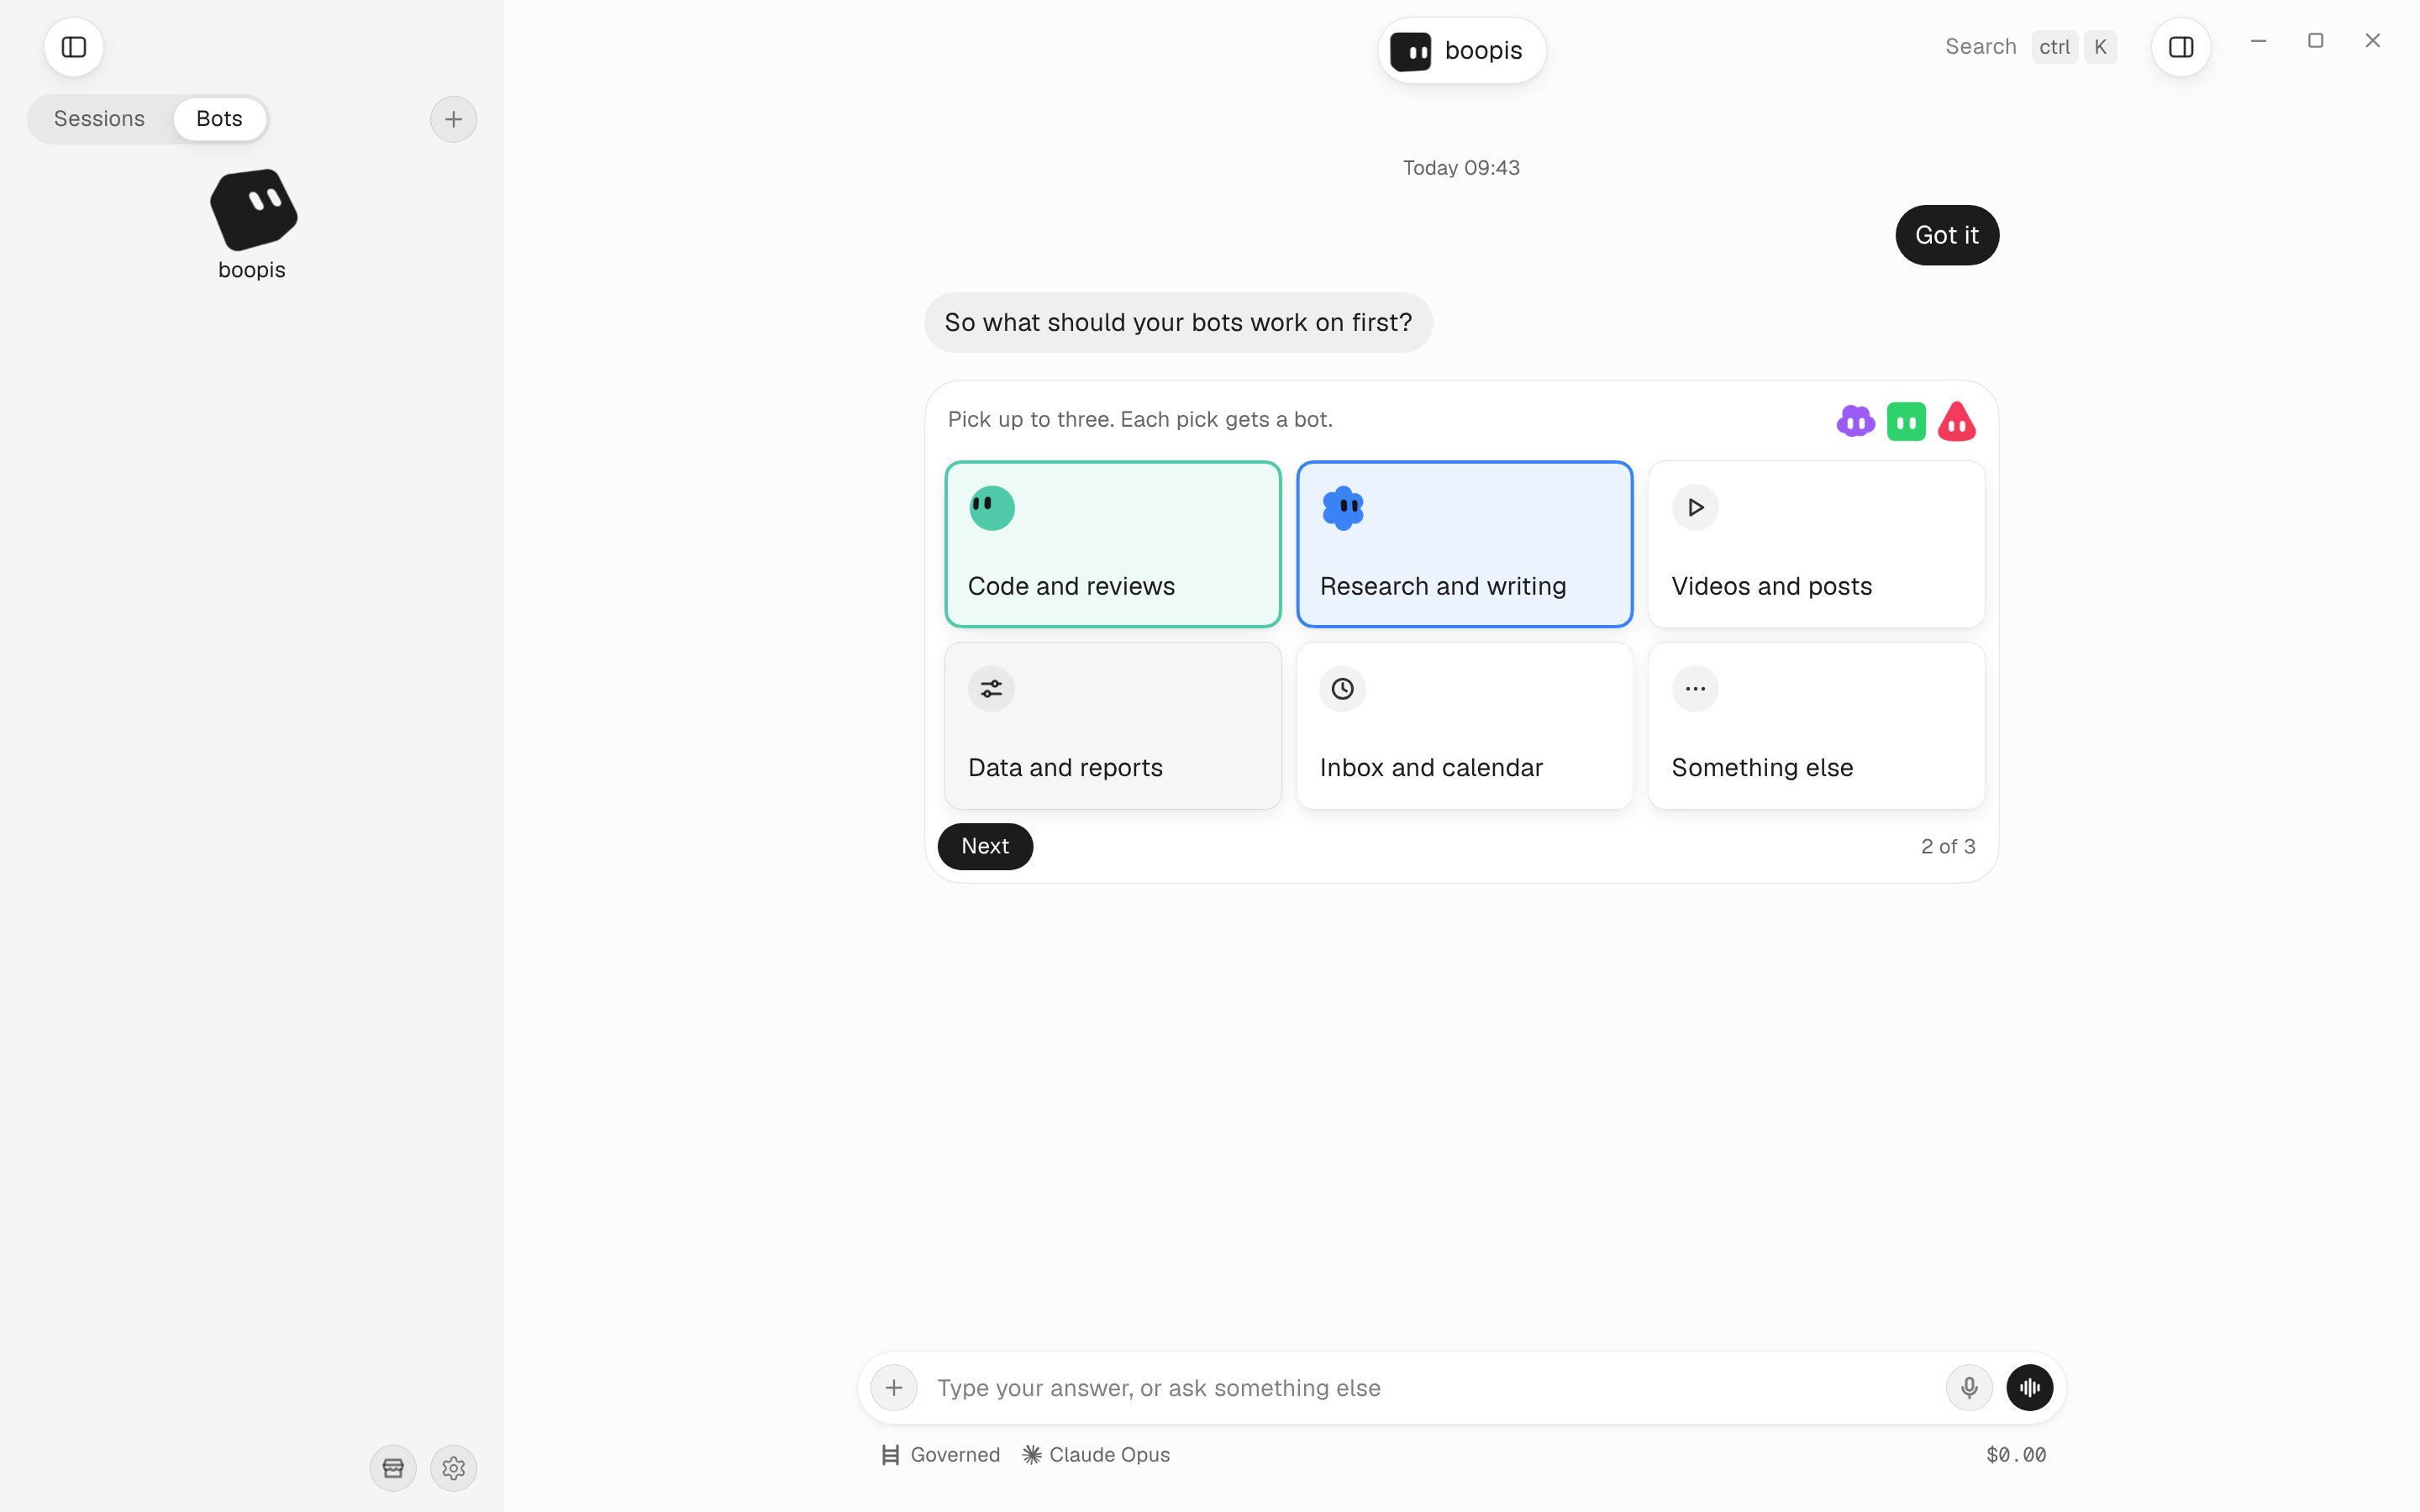 boopis
Search ctrl K
Sessions Bots
boopis
Today 09:43
Got it
So what should your bots work on first?
Pick up to three. Each pick gets a bot.
Code and reviews
Research and writing
Videos and posts
Data and reports
Inbox and calendar
Something else
Next
2 of 3
Type your answer, or ask something else
Governed
Claude Opus
$0.00